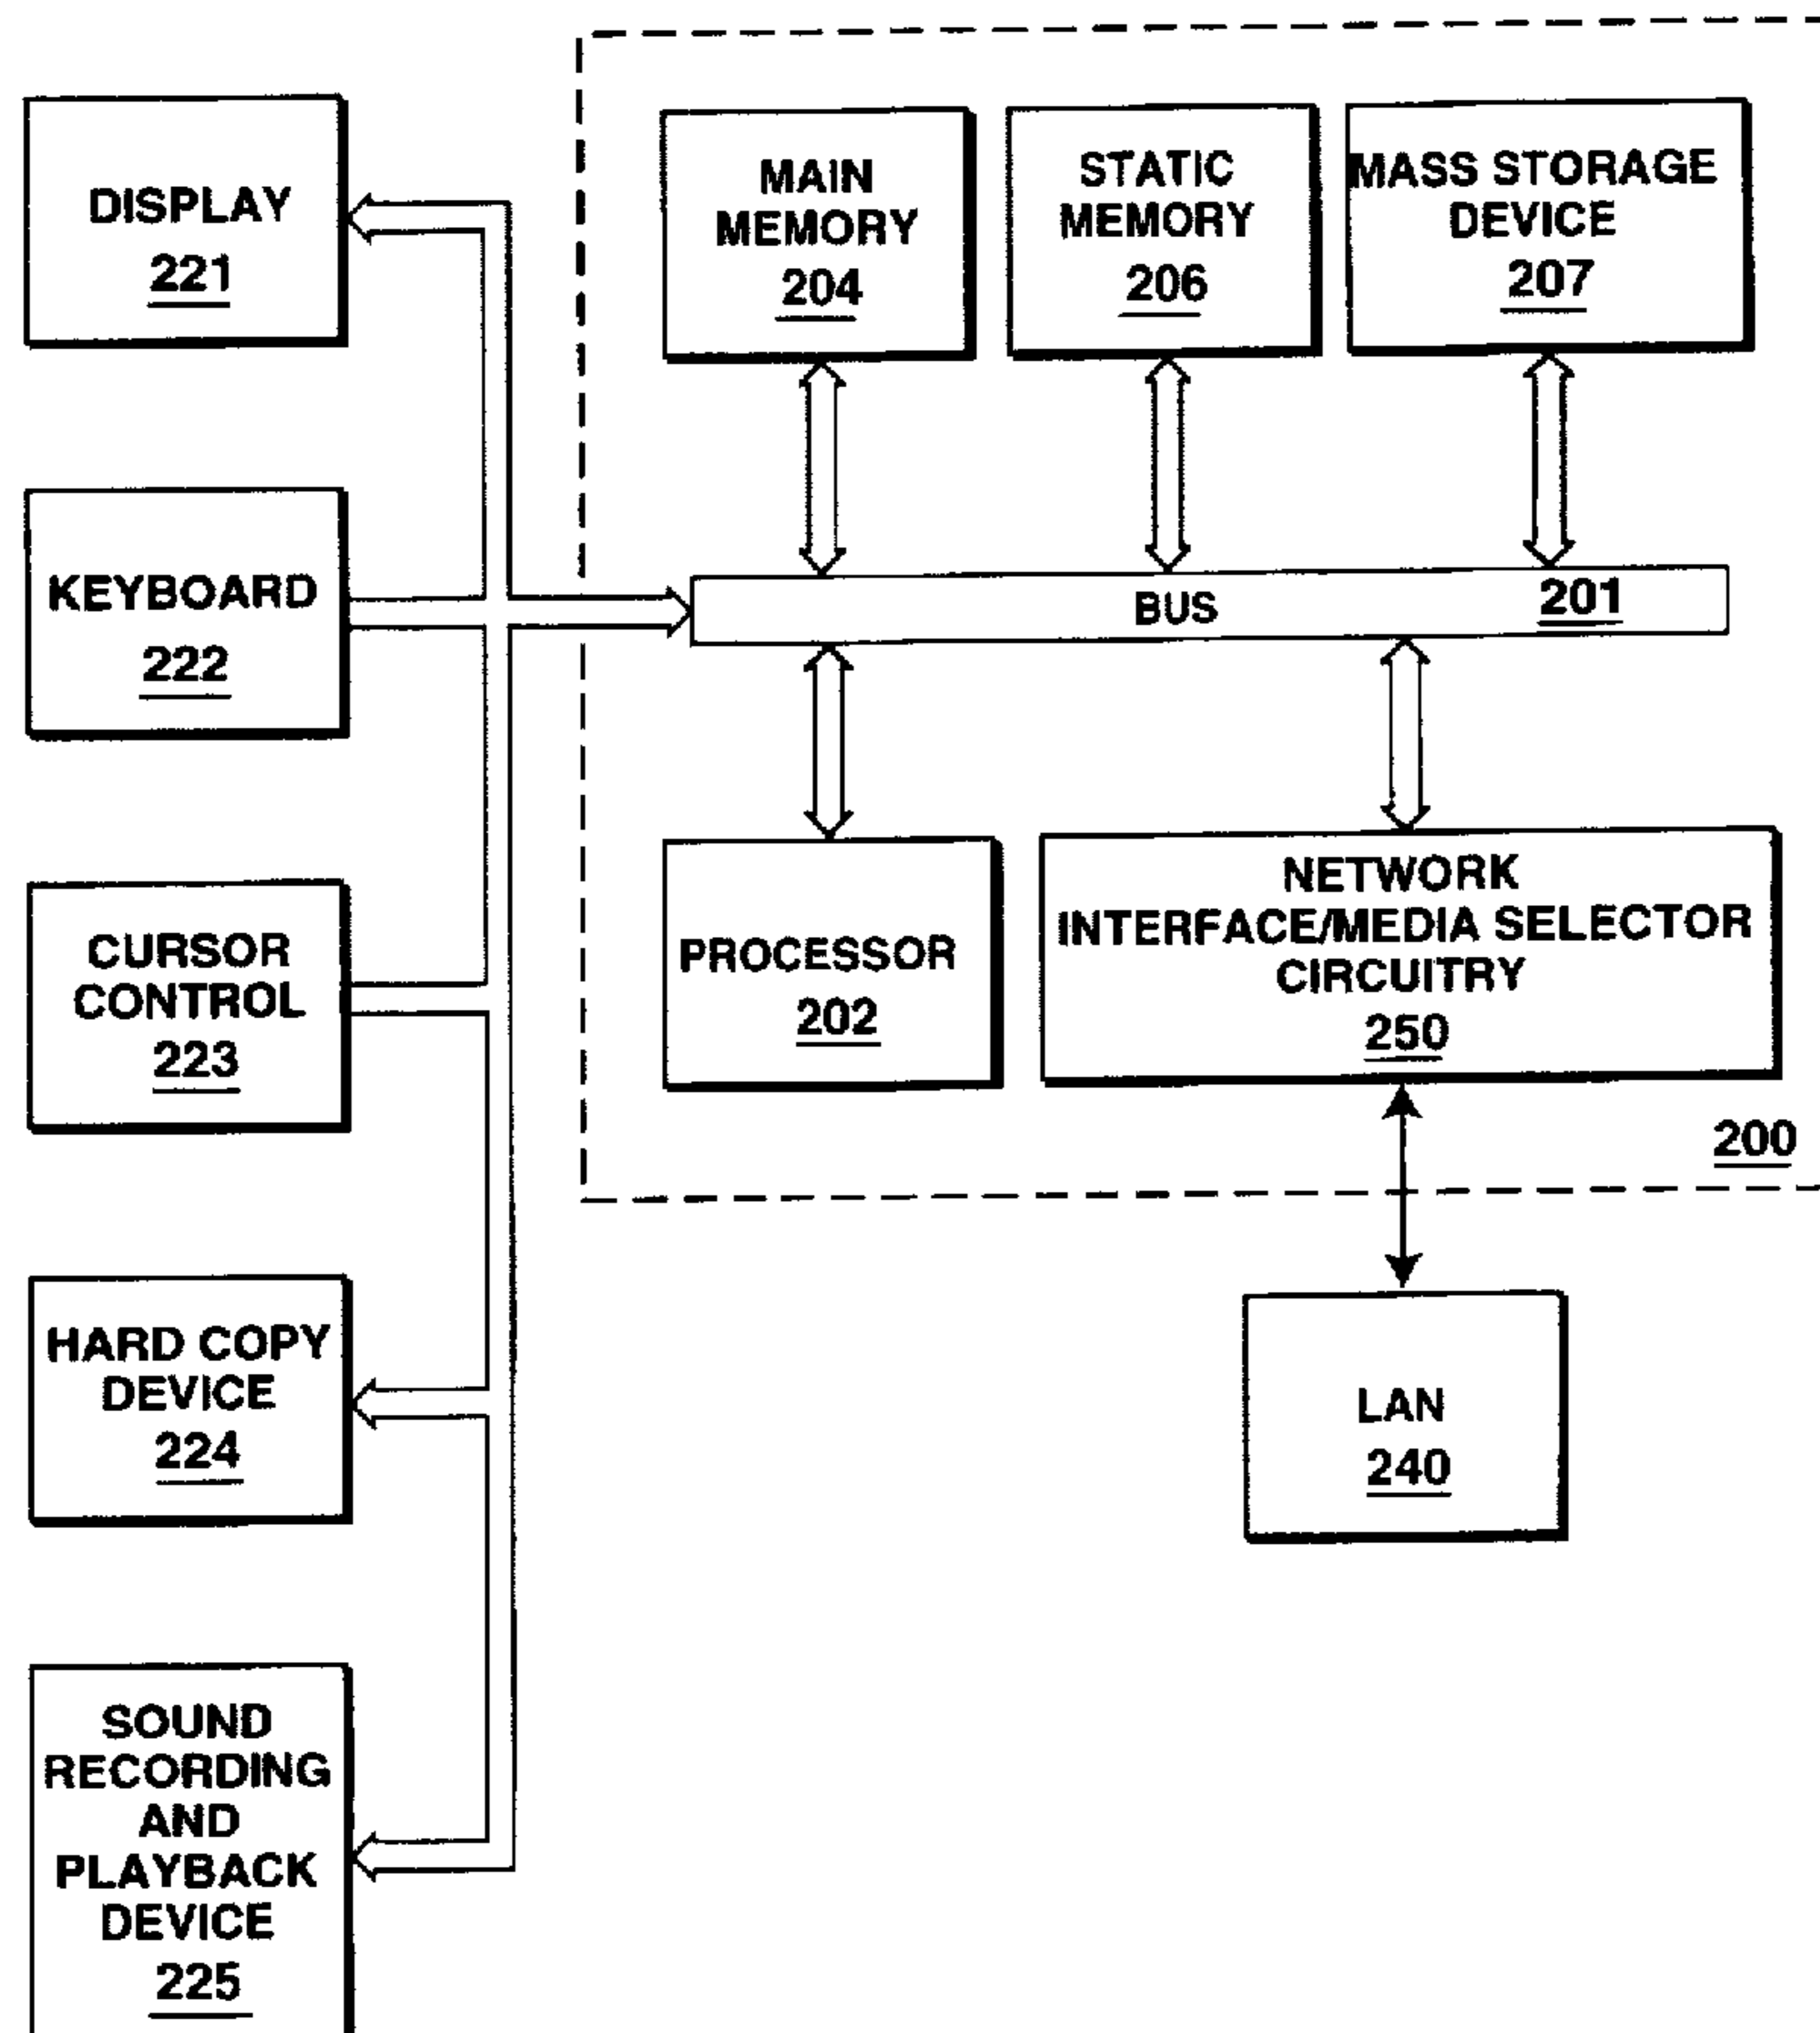 DISPLAY
221
KEYBOARD
222
CURSOR
CONTROL
223
HARD COPY
DEVICE
224
SOUND
RECORDING
AND
PLAYBACK
DEVICE
225
MAIN
MEMORY
204
STATIC
MEMORY
206
MASS STORAGE
DEVICE
207
BUS 201
PROCESSOR
202
NETWORK
INTERFACE/MEDIA SELECTOR
CIRCUITRY
250
200
LAN
240